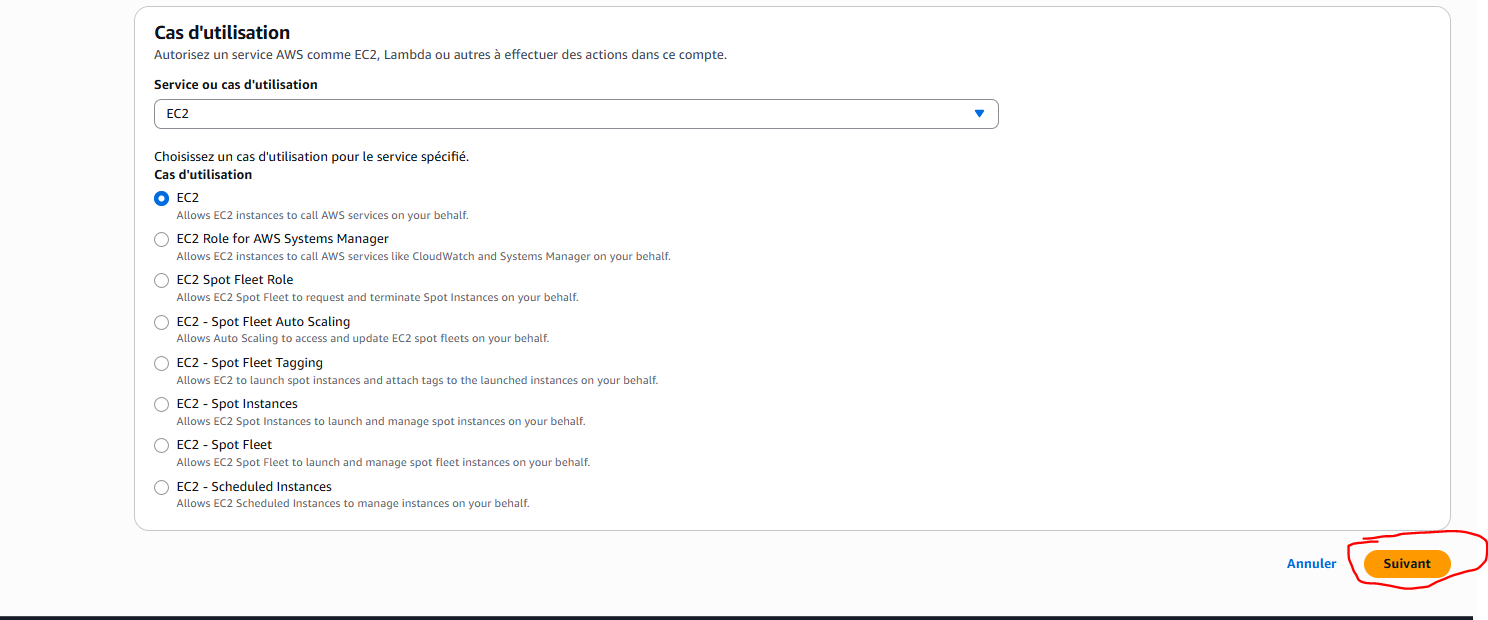 Cas d'utilisation
Autorisez un service AWS comme EC2, Lambda ou autres à effectuer des actions dans ce compte.
Service ou cas d'utilisation
EC2
Choisissez un cas d'utilisation pour le service spécifié.
Cas d'utilisation
EC2
Allows EC2 instances to call AWS services on your behalf.
EC2 Role for AWS Systems Manager
Allows EC2 instances to call AWS services like CloudWatch and Systems Manager on your behalf.
EC2 Spot Fleet Role
Allows EC2 Spot Fleet to request and terminate Spot Instances on your behalf.
EC2 - Spot Fleet Auto Scaling
Allows Auto Scaling to access and update EC2 spot fleets on your behalf.
EC2 - Spot Fleet Tagging
Allows EC2 to launch spot instances and attach tags to the launched instances on your behalf.
EC2 - Spot Instances
Allows EC2 Spot Instances to launch and manage spot instances on your behalf.
EC2 - Spot Fleet
Allows EC2 Spot Fleet to launch and manage spot fleet instances on your behalf.
EC2 - Scheduled Instances
Allows EC2 Scheduled Instances to manage instances on your behalf.
Annuler Suivant